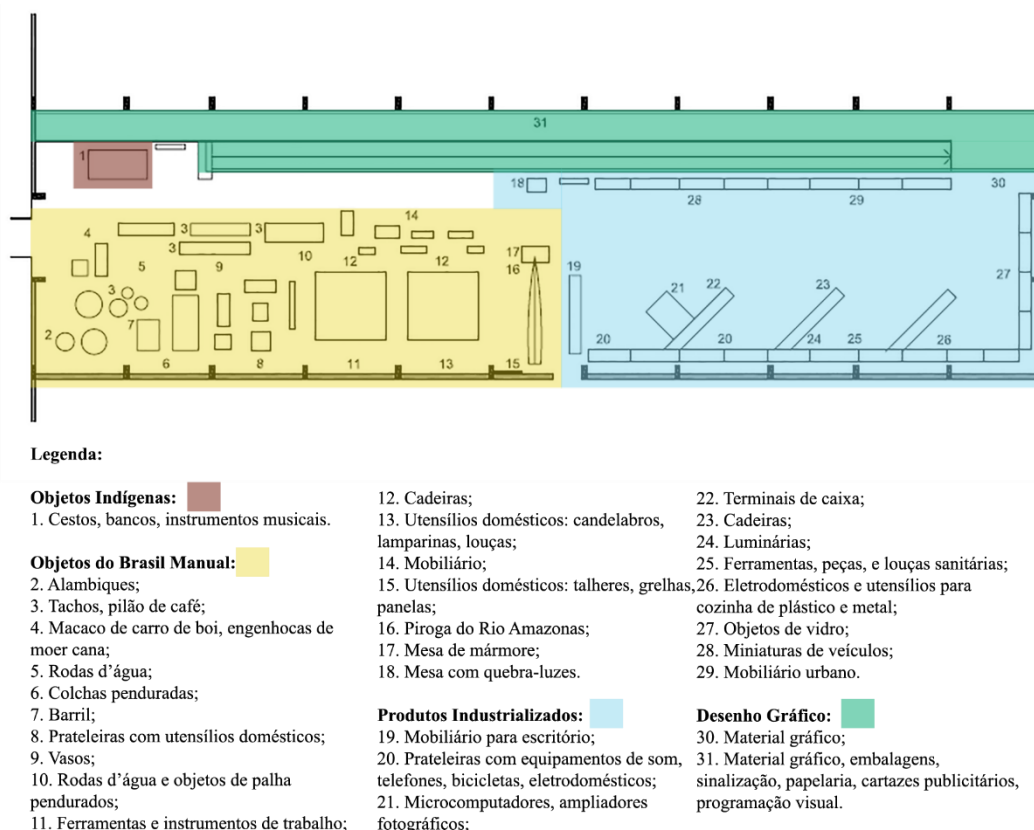 31
1
18
28
29
30
14
4
3
3
3
5
9
10
12
12
17
16
19
27
3
7
2
21
22
23
20
20
24
25
26
6
8
11
13
15
Legenda:
Objetos Indígenas:
1. Cestos, bancos, instrumentos musicais.
Objetos do Brasil Manual:
2. Alambiques;
3. Tachos, pilão de café;
4. Macaco de carro de boi, engenhocas de
moer cana;
5. Rodas d’água;
6. Colchas penduradas;
7. Barril;
8. Prateleiras com utensílios domésticos;
9. Vasos;
10. Rodas d’água e objetos de palha
pendurados;
11. Ferramentas e instrumentos de trabalho;
12. Cadeiras;
13. Utensílios domésticos: candelabros,
lamparinas, louças;
14. Mobiliário;
15. Utensílios domésticos: talheres, grelhas,
panelas;
16. Piroga do Rio Amazonas;
17. Mesa de mármore;
18. Mesa com quebra-luzes.
Produtos Industrializados:
19. Mobiliário para escritório;
20. Prateleiras com equipamentos de som,
telefones, bicicletas, eletrodomésticos;
21. Microcomputadores, ampliadores
fotográficos;
22. Terminais de caixa;
23. Cadeiras;
24. Luminárias;
25. Ferramentas, peças, e louças sanitárias;
26. Eletrodomésticos e utensílios para
cozinha de plástico e metal;
27. Objetos de vidro;
28. Miniaturas de veículos;
29. Mobiliário urbano.
Desenho Gráfico:
30. Material gráfico;
31. Material gráfico, embalagens,
sinalização, papelaria, cartazes publicitários,
programação visual.